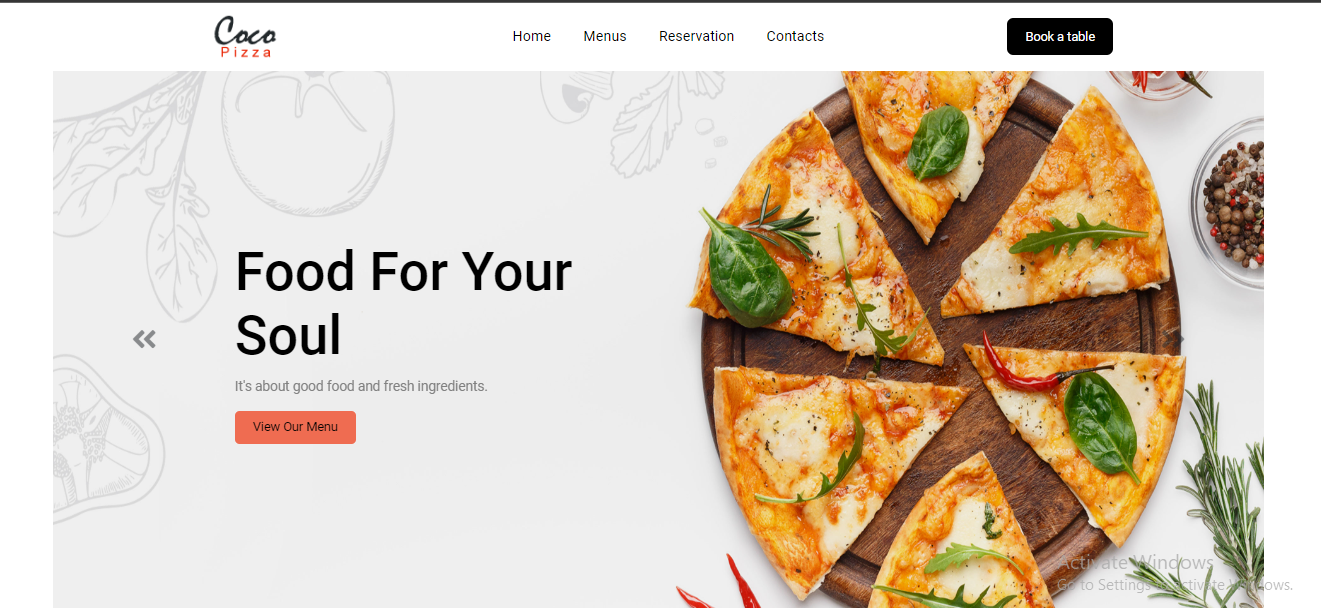 Coco
Pizza
Home
Menus
Reservation
Contacts
Book a table
Food For Your
Soul
It's about good food and fresh ingredients.
View Our Menu
Activate Windows
Go to Settings to activate Windows.